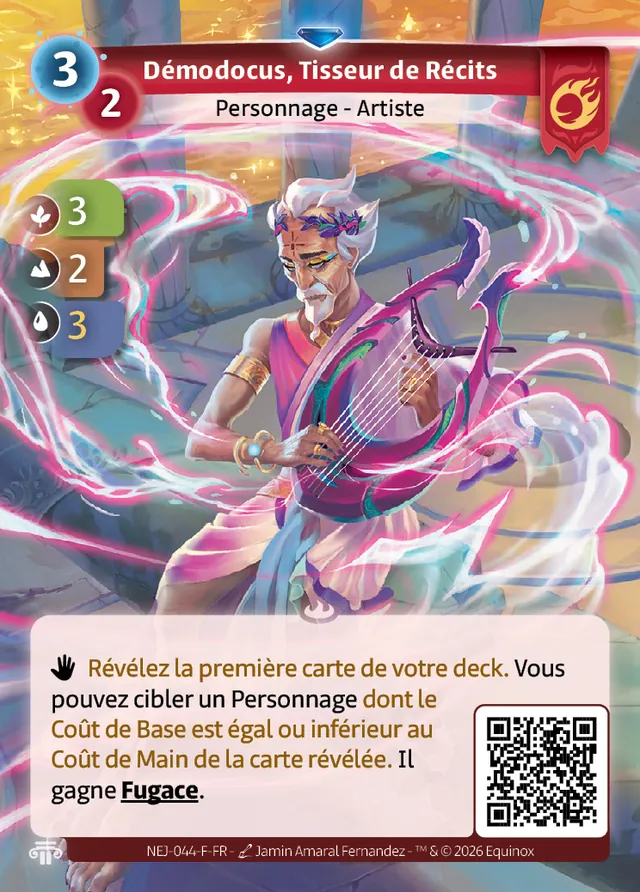 3
Démodocus, Tisseur de Récits
2
Personnage - Artiste
3
2
3
Révélez la première carte de votre deck. Vous
pouvez cibler un Personnage dont le
Coût de Base est égal ou inférieur au
Coût de Main de la carte révélée. Il
gagne Fugace.
NEJ-044-F-FR - Jamin Amaral Fernandez - ™ & © 2026 Equinox